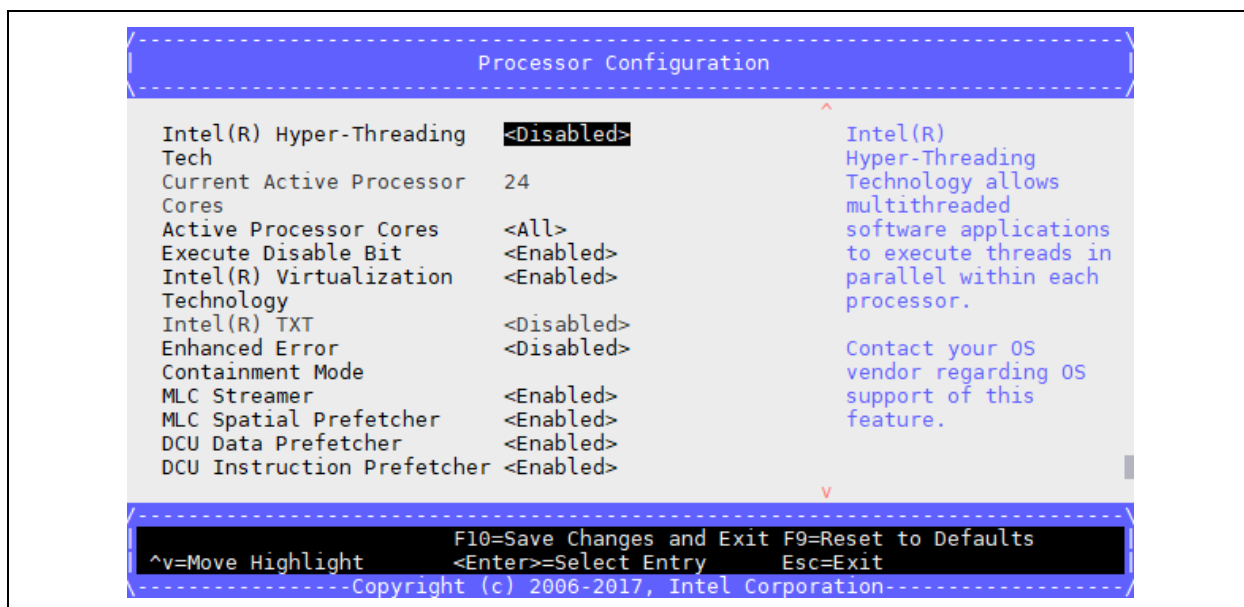 /------------------------------------------------------------------------------\
| Processor Configuration |
\------------------------------------------------------------------------------/
^
Intel(R) Hyper-Threading Tech <Disabled>
Current Active Processor Cores 24
Active Processor Cores <All>
Execute Disable Bit <Enabled>
Intel(R) Virtualization Technology <Enabled>
Intel(R) TXT <Disabled>
Enhanced Error Containment Mode <Disabled>
MLC Streamer <Enabled>
MLC Spatial Prefetcher <Enabled>
DCU Data Prefetcher <Enabled>
DCU Instruction Prefetcher <Enabled>
Intel(R)
Hyper-Threading
Technology allows
multithreaded
software applications
to execute threads in
parallel within each
processor.
Contact your OS
vendor regarding OS
support of this
feature.
v
/------------------------------------------------------------------------------\
| F10=Save Changes and Exit F9=Reset to Defaults |
| ^v=Move Highlight <Enter>=Select Entry Esc=Exit |
\-----------------Copyright (c) 2006-2017, Intel Corporation-------------------/